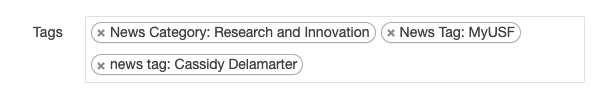 Tags
× News Category: Research and Innovation × News Tag: MyUSF
× news tag: Cassidy Delamarter